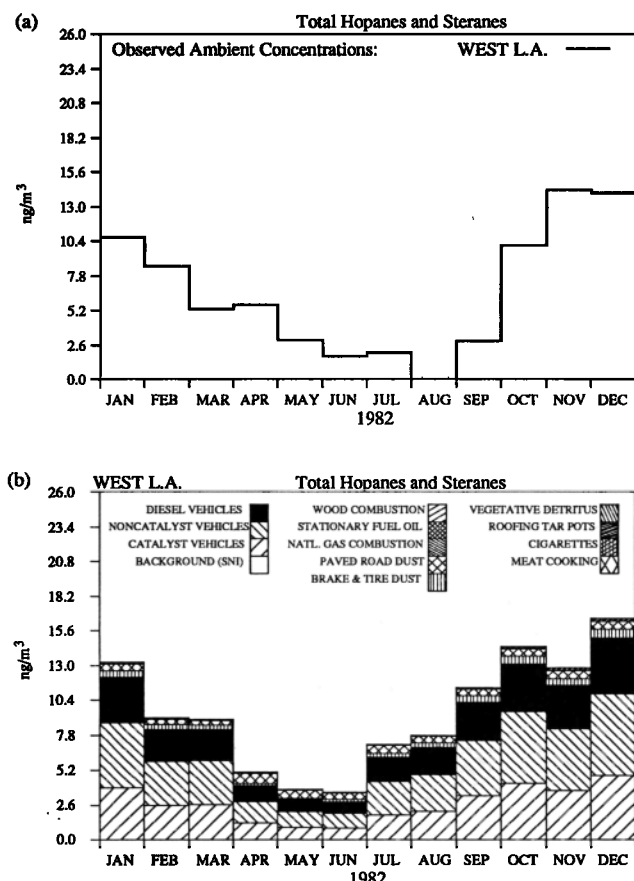 (a)
Total Hopanes and Steranes
Observed Ambient Concentrations: WEST L.A.
26.0
23.4
20.8
18.2
15.6
13.0
10.4
7.8
5.2
2.6
0.0
ng/m³
JAN FEB MAR APR MAY JUN JUL AUG SEP OCT NOV DEC
1982
(b)
WEST L.A. Total Hopanes and Steranes
26.0
23.4
20.8
18.2
15.6
13.0
10.4
7.8
5.2
2.6
0.0
ng/m³
DIESEL VEHICLES
NONCATALYST VEHICLES
CATALYST VEHICLES
BACKGROUND (SNI)
WOOD COMBUSTION
STATIONARY FUEL OIL
NATL. GAS COMBUSTION
PAVED ROAD DUST
BRAKE & TIRE DUST
VEGETATIVE DETRITUS
ROOFING TAR POTS
CIGARETTES
MEAT COOKING
JAN FEB MAR APR MAY JUN JUL AUG SEP OCT NOV DEC
1982